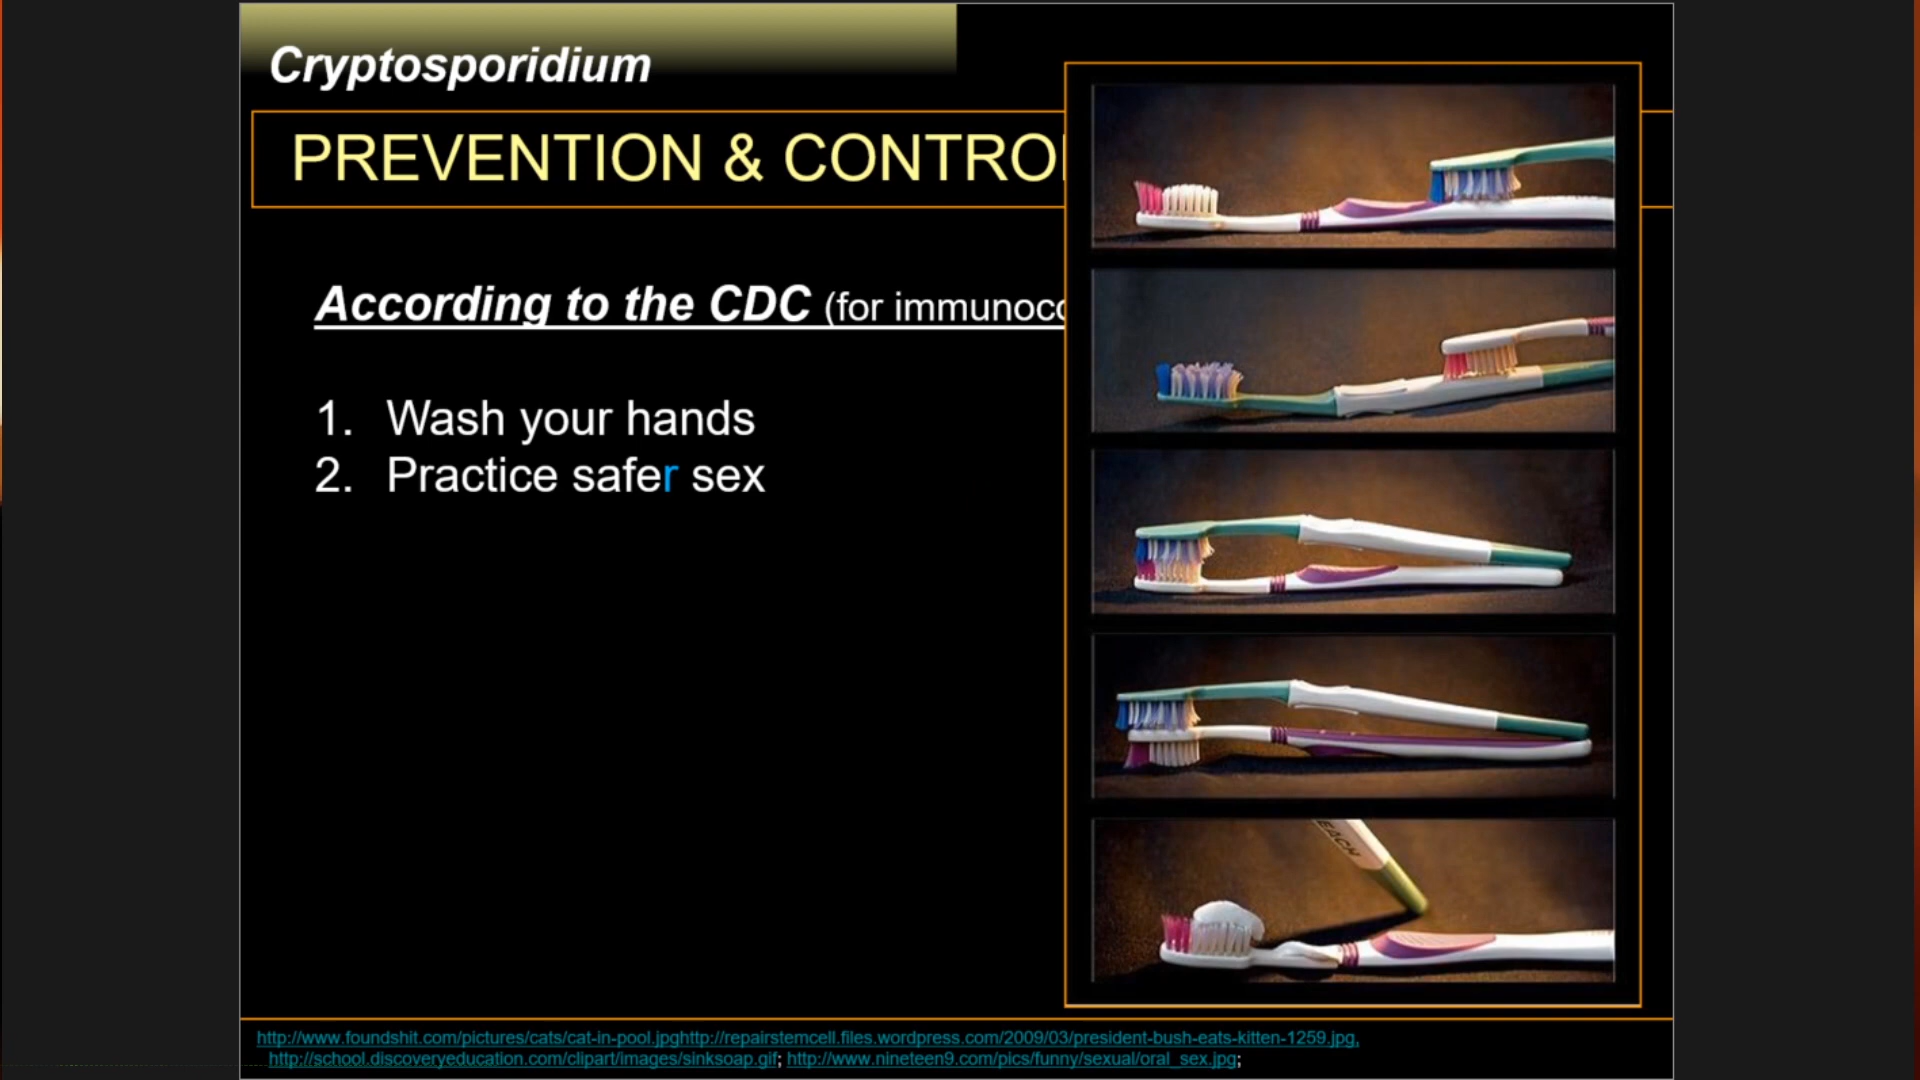 Cryptosporidium
PREVENTION & CONTRO
According to the CDC (for immunoco
1. Wash your hands
2. Practice safer sex
EACH
http://www.foundshit.com/pictures/cats/cat-in-pool.jpghttp://repairstemcell.files.wordpress.com/2009/03/president-bush-eats-kitten-1259.jpg,
http://school.discoveryeducation.com/clipart/images/sinksoap.gif; http://www.nineteen9.com/pics/funny/sexual/oral_sex.jpg;